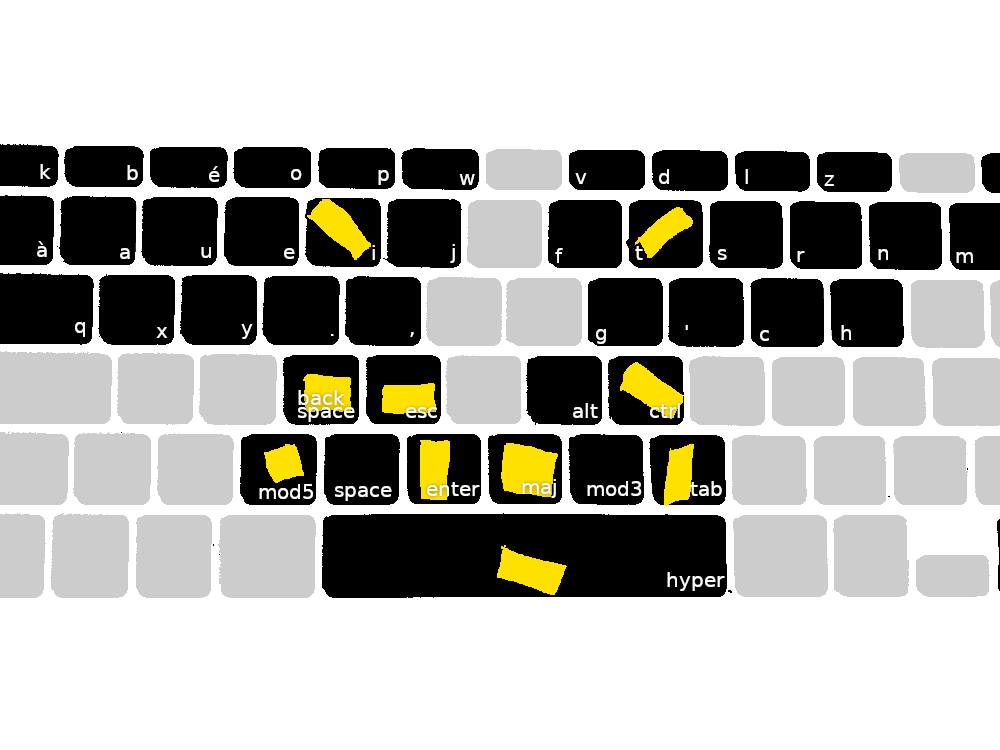 k b é o p w v d l z
à a u e i j f t s r n m
q x y . , g ' c h
back
space esc alt ctrl
mod5 space enter maj mod3 tab
hyper